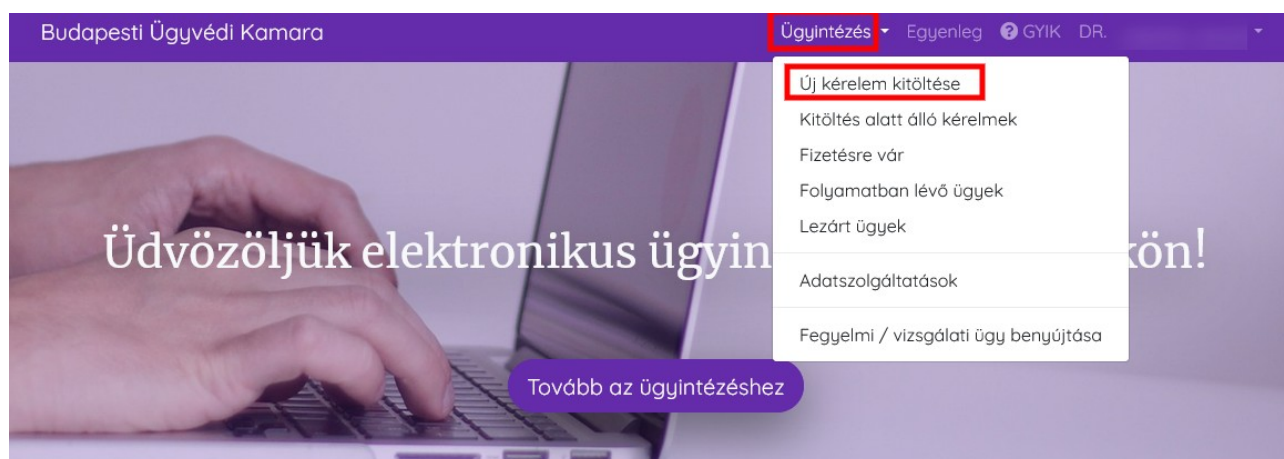 Budapesti Ügyvédi Kamara
Ügyintézés Egyenleg ? GYIK DR.
Új kérelem kitöltése
Kitöltés alatt álló kérelmek
Fizetésre vár
Folyamatban lévő ügyek
Lezárt ügyek
Adatszolgáltatások
Fegyelmi / vizsgálati ügy benyújtása
Üdvözöljük elektronikus ügyin kön!
Tovább az ügyintézéshez